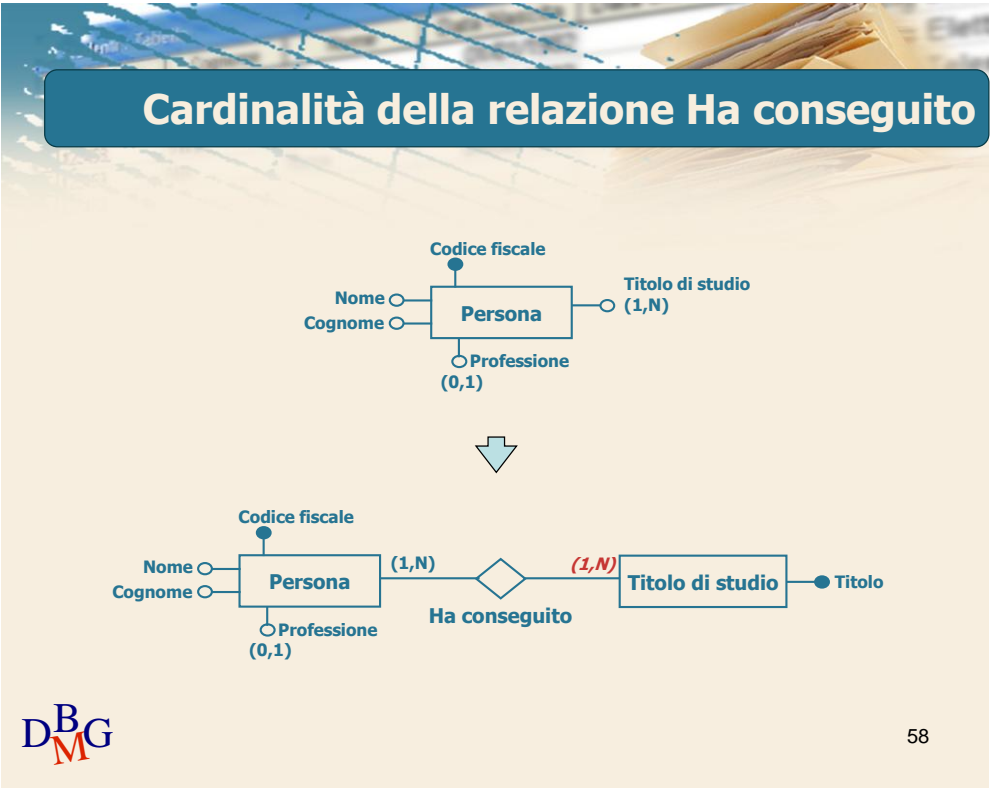 Cardinalità della relazione Ha conseguito
Codice fiscale
Nome
Cognome
Persona
Titolo di studio
(1,N)
Professione
(0,1)
Codice fiscale
Nome
Cognome
Persona
(1,N)
(1,N)
Titolo di studio
Titolo
Ha conseguito
Professione
(0,1)
DBMG
58